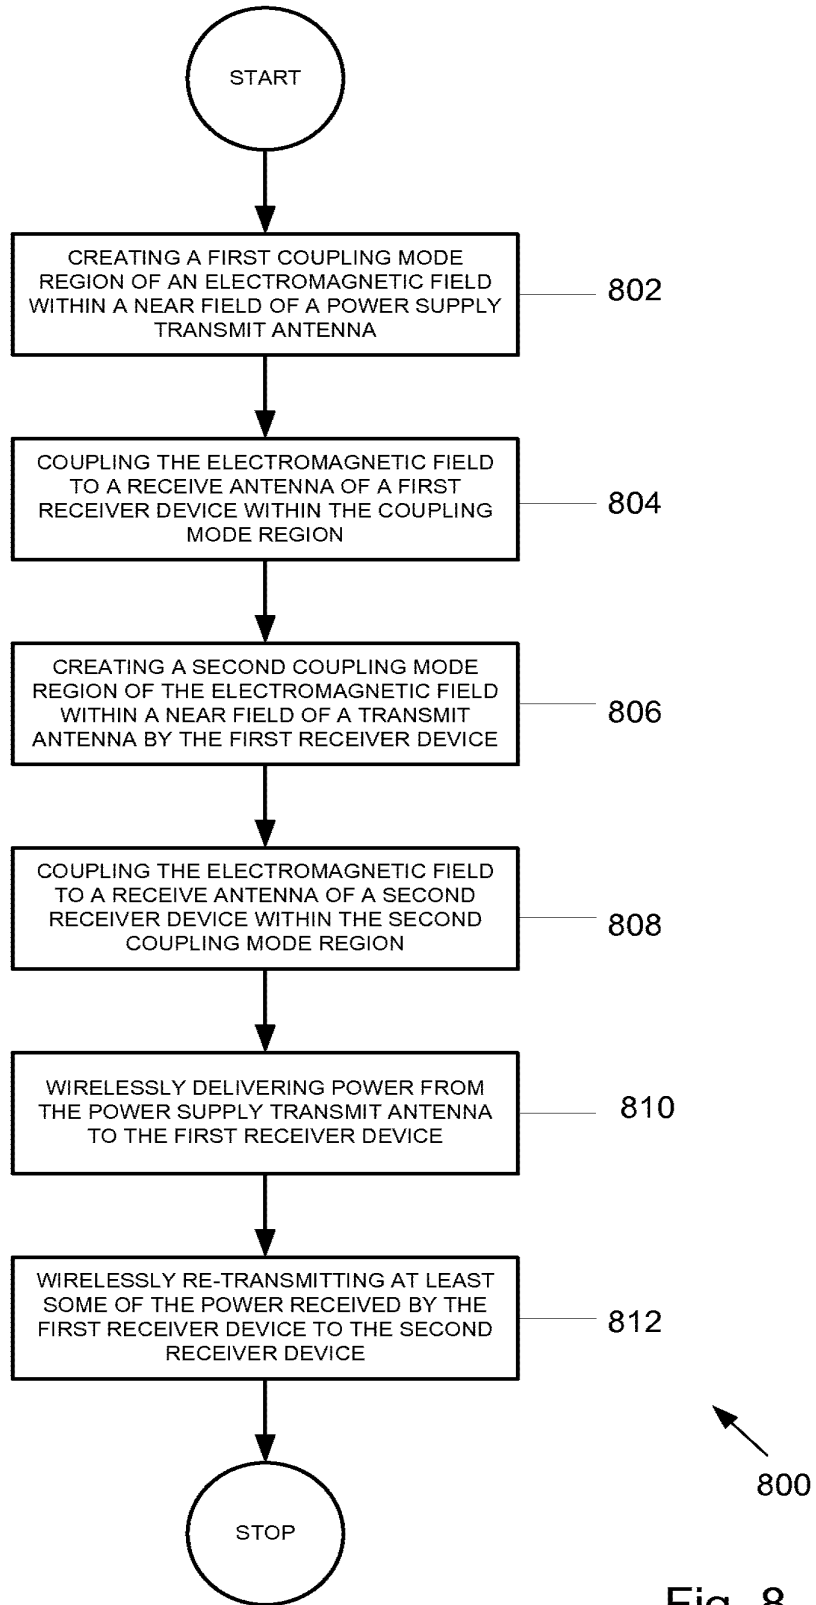 START
CREATING A FIRST COUPLING MODE
REGION OF AN ELECTROMAGNETIC FIELD
WITHIN A NEAR FIELD OF A POWER SUPPLY
TRANSMIT ANTENNA
802
COUPLING THE ELECTROMAGNETIC FIELD
TO A RECEIVE ANTENNA OF A FIRST
RECEIVER DEVICE WITHIN THE COUPLING
MODE REGION
804
CREATING A SECOND COUPLING MODE
REGION OF THE ELECTROMAGNETIC FIELD
WITHIN A NEAR FIELD OF A TRANSMIT
ANTENNA BY THE FIRST RECEIVER DEVICE
806
COUPLING THE ELECTROMAGNETIC FIELD
TO A RECEIVE ANTENNA OF A SECOND
RECEIVER DEVICE WITHIN THE SECOND
COUPLING MODE REGION
808
WIRELESSLY DELIVERING POWER FROM
THE POWER SUPPLY TRANSMIT ANTENNA
TO THE FIRST RECEIVER DEVICE
810
WIRELESSLY RE-TRANSMITTING AT LEAST
SOME OF THE POWER RECEIVED BY THE
FIRST RECEIVER DEVICE TO THE SECOND
RECEIVER DEVICE
812
800
STOP
Fig. 8